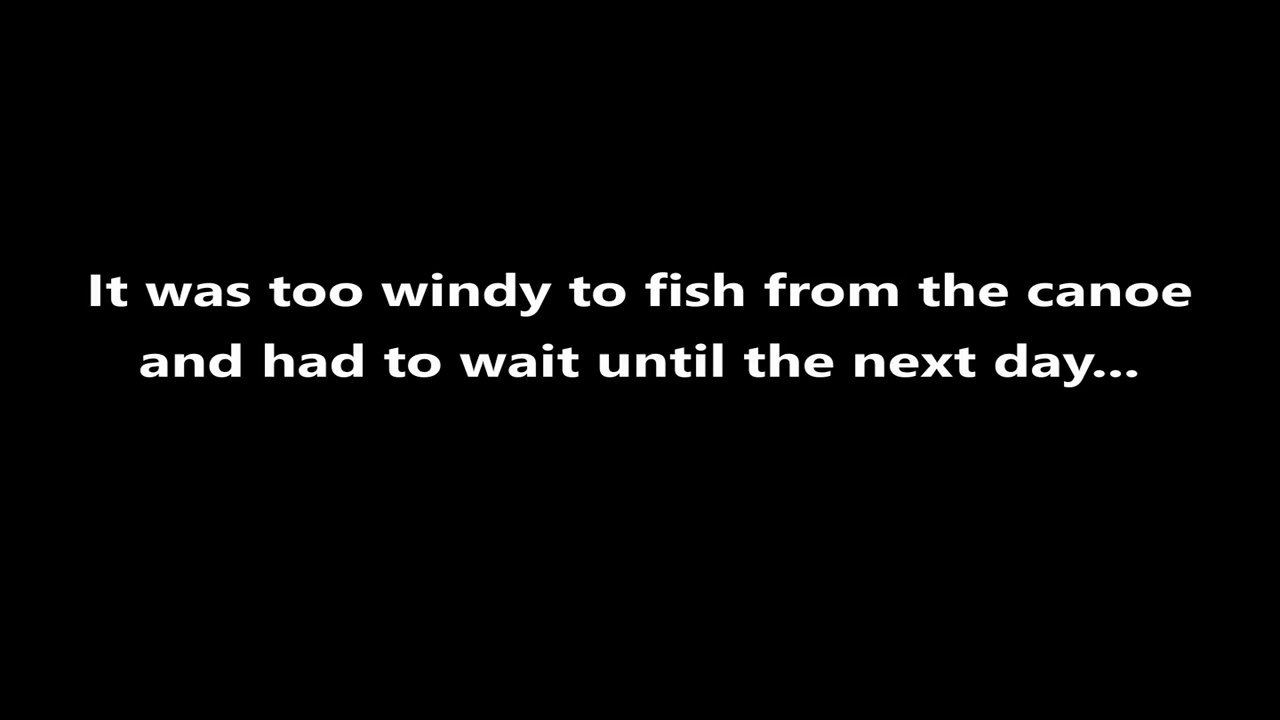 It was too windy to fish from the canoe
and had to wait until the next day...